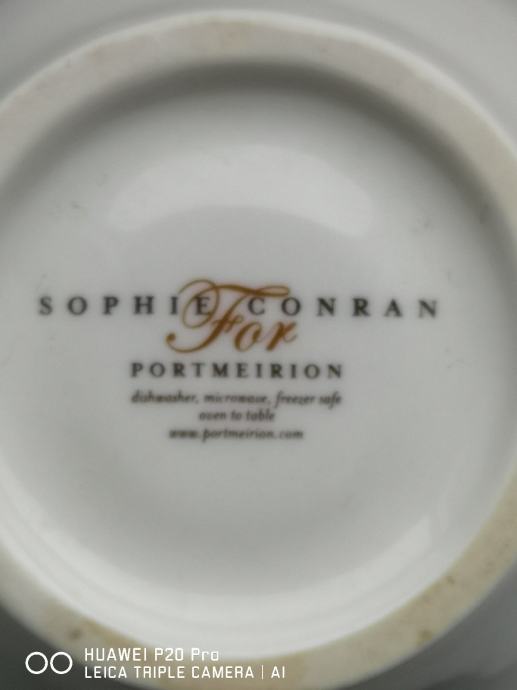 SOPHIE CONRAN
For
PORTMEIRION
dishwasher, microwave, freezer safe
oven to table
www.portmeirion.com
HUAWEI P20 Pro
LEICA TRIPLE CAMERA | AI